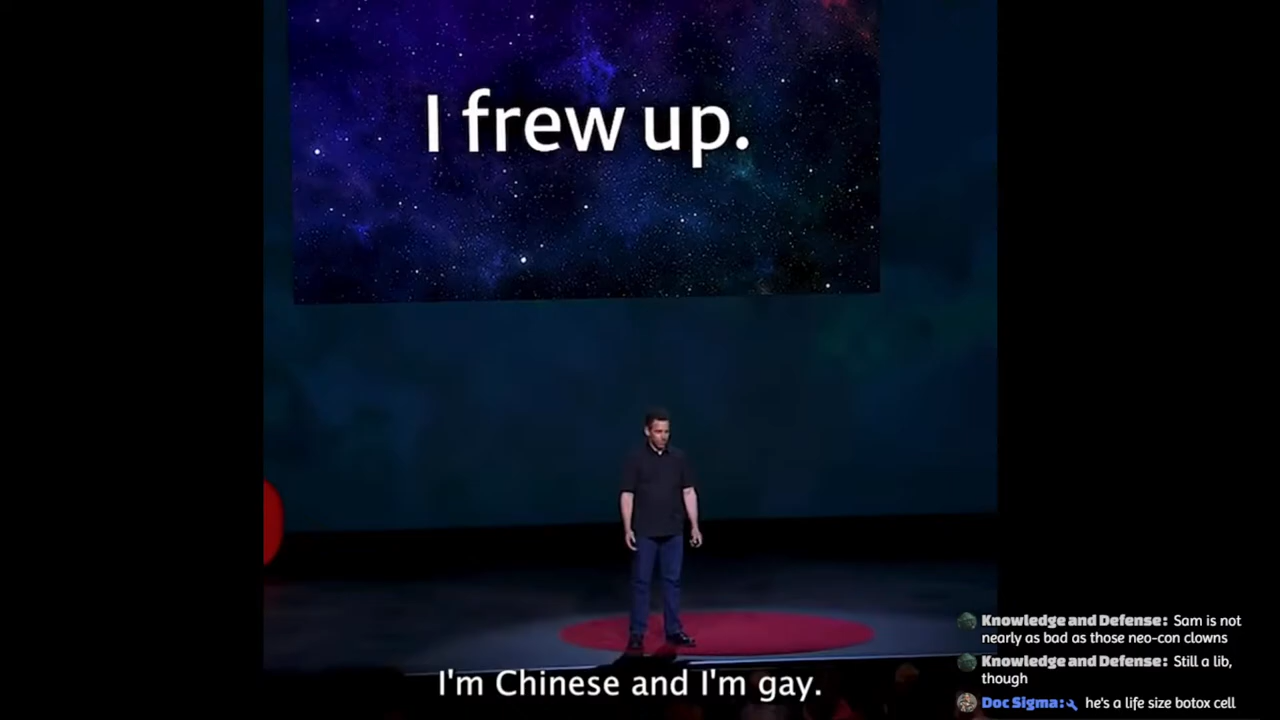 I frew up.
Knowledge and Defense: Sam is not
nearly as bad as those neo-con clowns
Knowledge and Defense: Still a lib,
though
I'm Chinese and I'm gay.
Doc Sigma: he's a life size botox cell